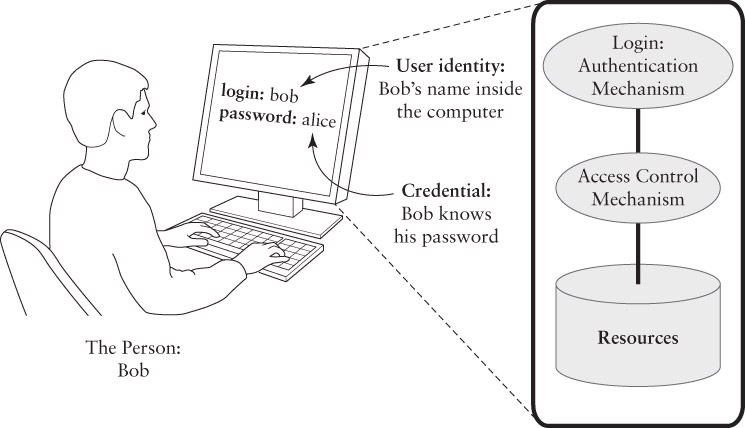 login: bob
password: alice
User identity:
Bob's name inside
the computer
Credential:
Bob knows
his password
The Person:
Bob
Login:
Authentication
Mechanism
Access Control
Mechanism
Resources